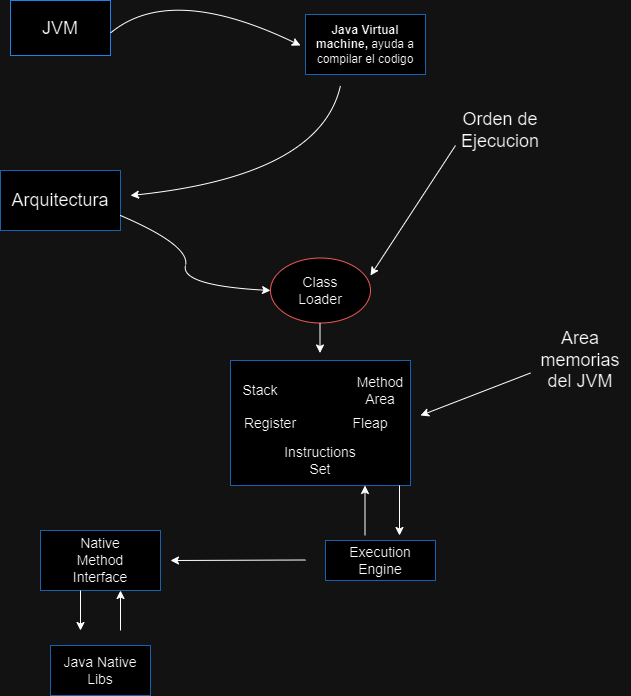 JVM
Java Virtual
machine, ayuda a
compilar el codigo
Orden de
Ejecucion
Arquitectura
Class
Loader
Area
memorias
del JVM
Stack
Method
Area
Register
Fleap
Instructions
Set
Native
Method
Interface
Execution
Engine
Java Native
Libs